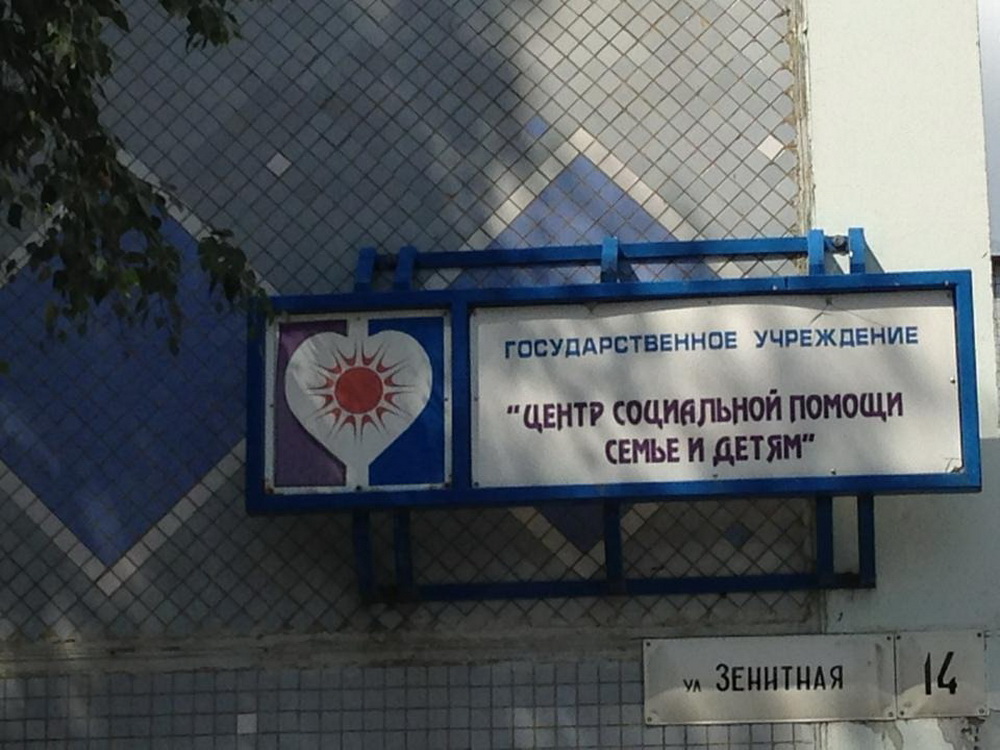 ГОСУДАРСТВЕННОЕ УЧРЕЖДЕНИЕ
"ЦЕНТР СОЦИАЛЬНОЙ ПОМОЩИ
СЕМЬЕ И ДЕТЯМ"
УЛ ЗЕНИТНАЯ 14